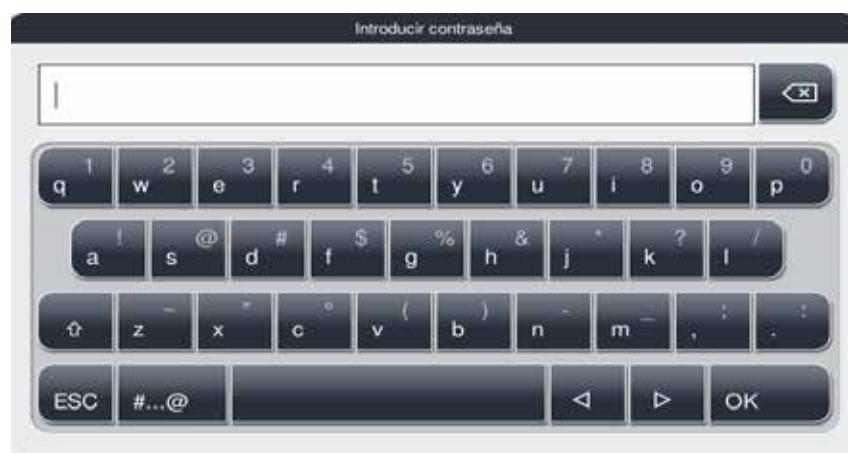 Introducir contraseña
1 2 3 4 5 6 7 8 9 0
q w e r t y u i o p
! @ # $ % & * ? /
a s d f g h j k l
~ " ° ( ) - _ ; :
z x c v b n m , .
ESC #...@ OK